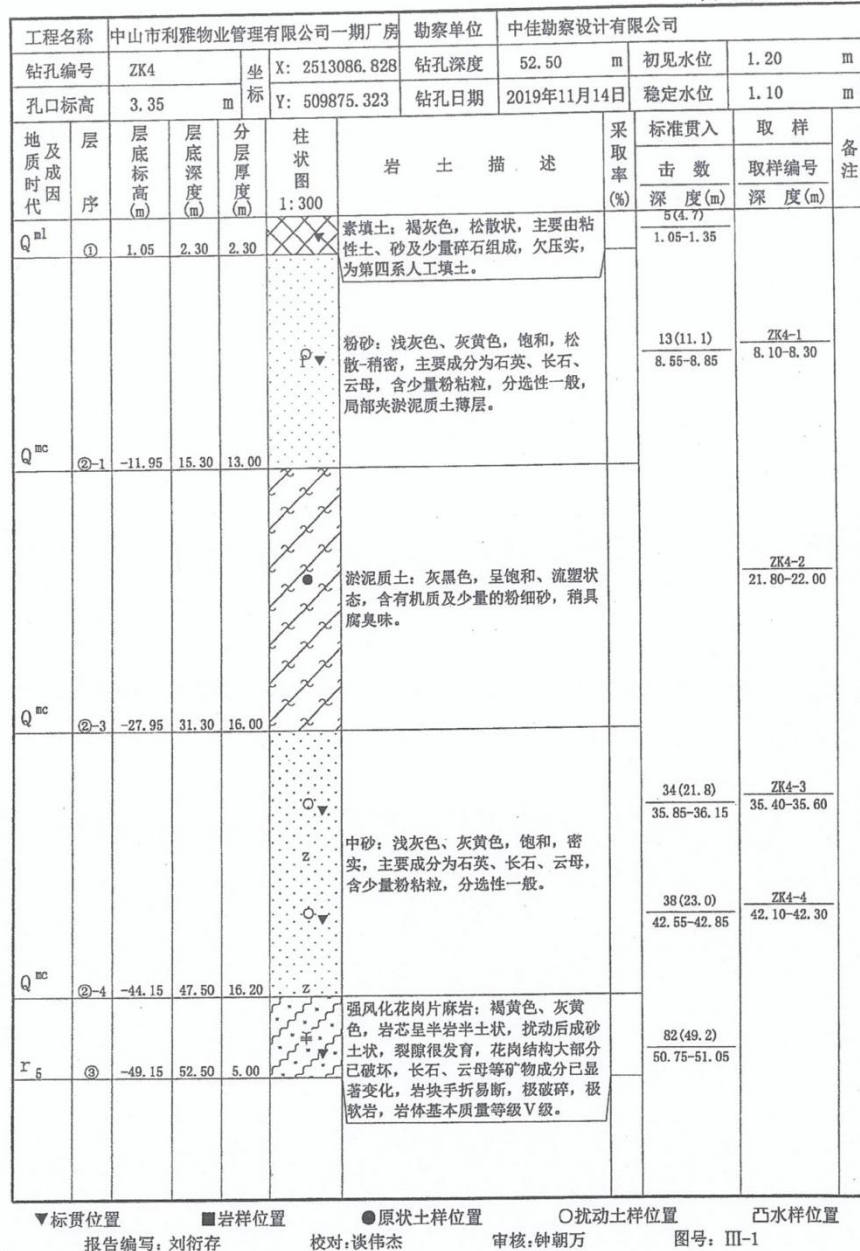 工程名称 中山市利雅物业管理有限公司一期厂房 勘察单位 中佳勘察设计有限公司
钻孔编号 ZK4 坐标 X: 2513086.828 钻孔深度 52.50 m 初见水位 1.20 m
孔口标高 3.35 m Y: 509875.323 钻孔日期 2019年11月14日 稳定水位 1.10 m
地质时代及成因 层序 层底标高(m) 层底深度(m) 分层厚度(m) 柱状图 1:300 岩土描述 采取率(%) 标准贯入 取样 备注
击数 取样编号
深度(m) 深度(m)
素填土：褐灰色，松散状，主要由粘
性土、砂及少量碎石组成，欠压实，
为第四系人工填土。
5(4.7)
1.05-1.35
Qml ① 1.05 2.30 2.30
粉砂：浅灰色、灰黄色，饱和，松
散-稍密，主要成分为石英、长石、
云母，含少量粉粘粒，分选性一般，
局部夹淤泥质土薄层。
13(11.1) ZK4-1
8.55-8.85 8.10-8.30
Qmc ②-1 -11.95 15.30 13.00
淤泥质土：灰黑色，呈饱和、流塑状
态，含有机质及少量的粉细砂，稍具
腐臭味。
ZK4-2
21.80-22.00
Qmc ②-3 -27.95 31.30 16.00
34(21.8) ZK4-3
35.85-36.15 35.40-35.60
z
中砂：浅灰色、灰黄色，饱和，密
实，主要成分为石英、长石、云母，
含少量粉粘粒，分选性一般。
38(23.0) ZK4-4
42.55-42.85 42.10-42.30
z
Qmc ②-4 -44.15 47.50 16.20
强风化花岗片麻岩：褐黄色、灰黄
色，岩芯呈半岩半土状，扰动后成砂
土状，裂隙很发育，花岗结构大部分
已破坏，长石、云母等矿物成分已显
著变化，岩块手折易断，极破碎，极
软岩，岩体基本质量等级Ⅴ级。
82(49.2)
50.75-51.05
r5 ③ -49.15 52.50 5.00
▼标贯位置 ■岩样位置 ●原状土样位置 ○扰动土样位置 凸水样位置
报告编写：刘衍存 校对:谈伟杰 审核:钟朝万 图号：III-1